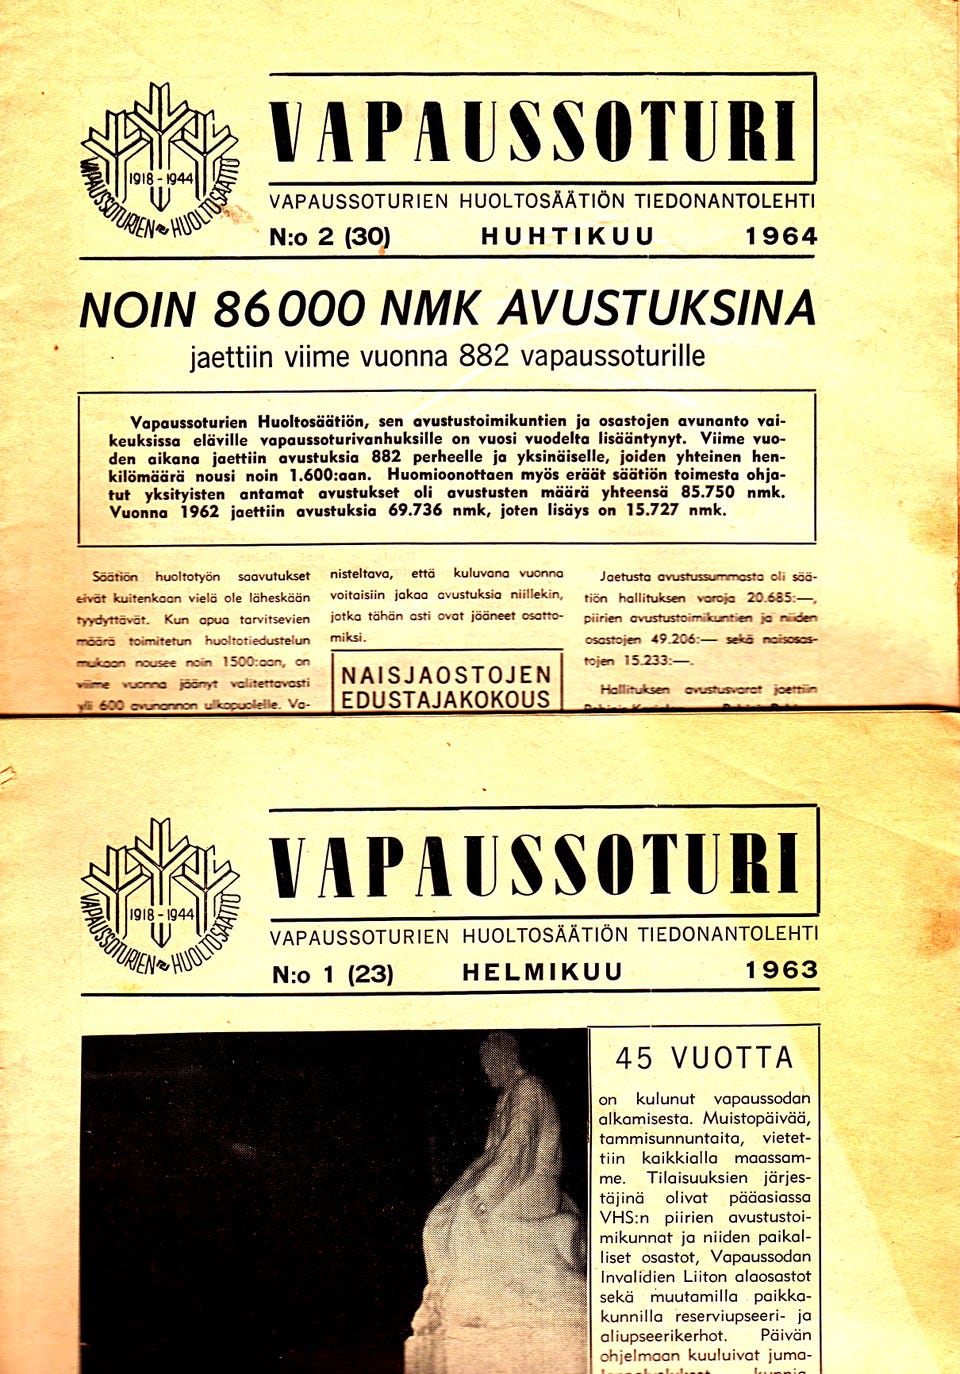 1918-1944
VAPAUSSOTURIEN HUOLTOSÄÄTIÖ
VAPAUSSOTURI
VAPAUSSOTURIEN HUOLTOSÄÄTIÖN TIEDONANTOLEHTI
N:o 2 (30) HUHTIKUU 1964
NOIN 86000 NMK AVUSTUKSINA
jaettiin viime vuonna 882 vapaussoturille
Vapaussoturien Huoltosäätiön, sen avustustoimikuntien ja osastojen avunanto vai-
keuksissa eläville vapaussoturivanhuksille on vuosi vuodelta lisääntynyt. Viime vuo-
den aikana jaettiin avustuksia 882 perheelle ja yksinäiselle, joiden yhteinen hen-
kilömäärä nousi noin 1.600:aan. Huomioonottaen myös eräät säätiön toimesta ohja-
tut yksityisten antamat avustukset oli avustusten määrä yhteensä 85.750 nmk.
Vuonna 1962 jaettiin avustuksia 69.736 nmk, joten lisäys on 15.727 nmk.
Säätiön huoltotyön saavutukset
eivät kuitenkaan vielä ole läheskään
tyydyttävät. Kun apua tarvitsevien
määrä toimitetun huoltotiedustelun
mukaan nousee noin 1500:aan, on
viime vuonna jäänyt valitettavasti
yli 600 avunannon ulkopuolelle. Va-
nisteltava, että kuluvana vuonna
voitaisiin jakaa avustuksia niillekin,
jotka tähän asti ovat jääneet osatto-
miksi.
NAISJAOSTOJEN
EDUSTAJAKOKOUS
Jaetusta avustussummasta oli sää-
tiön hallituksen varoja 20.685:—,
piirien avustustoimikuntien ja niiden
osastojen 49.206:— sekä naisosas-
tojen 15.233:—.
Hallituksen avustusvarat jaettiin
1918-1944
VAPAUSSOTURIEN HUOLTOSÄÄTIÖ
VAPAUSSOTURI
VAPAUSSOTURIEN HUOLTOSÄÄTIÖN TIEDONANTOLEHTI
N:o 1 (23) HELMIKUU 1963
45 VUOTTA
on kulunut vapaussodan
alkamisesta. Muistopäivää,
tammisunnuntaita, vietet-
tiin kaikkialla maassam-
me. Tilaisuuksien järjes-
täjinä olivat pääasiassa
VHS:n piirien avustustoi-
mikunnat ja niiden paikal-
liset osastot, Vapaussodan
Invalidien Liiton alaosastot
sekä muutamilla paikka-
kunnilla reserviupseeri- ja
aliupseerikerhot. Päivän
ohjelmaan kuuluivat juma-